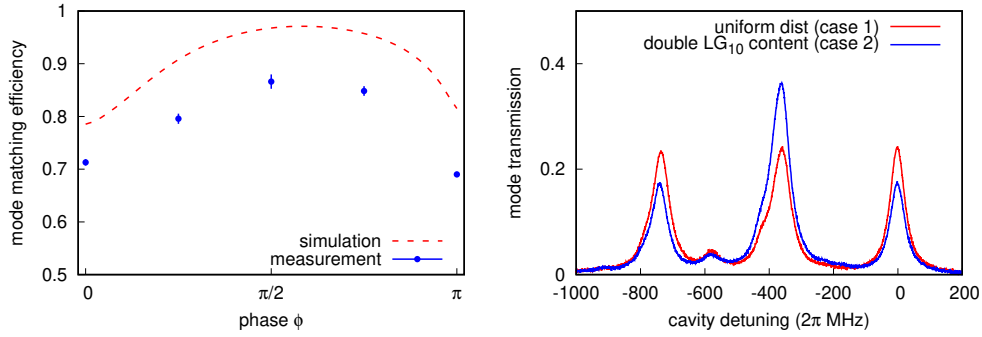 mode matching efficiency
1
0.9
0.8
0.7
0.6
0.5
simulation
measurement
0
π/2
π
phase ϕ
mode transmission
0.4
0.2
0
uniform dist (case 1)
double LG₁₀ content (case 2)
-1000
-800
-600
-400
-200
0
200
cavity detuning (2π MHz)